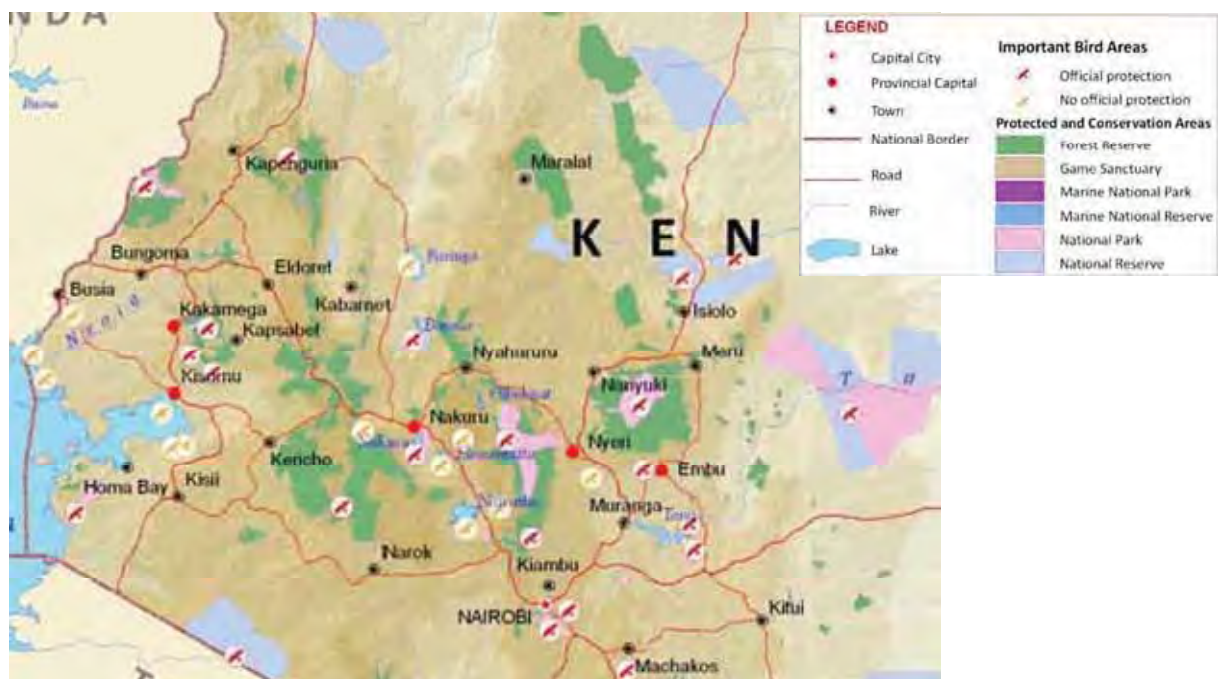 NDA
Kapenguria
Maralal
K E N
Bungoma
Eldoret
Busia
Kabarnet
Isiolo
Kakamega
Kapsabet
Nyahururu
Meru
Nanyuki
Kisumu
T a
Nakuru
Nyeri
Kericho
Embu
Homa Bay
Kisii
Muranga
Narok
Kiambu
NAIROBI
Kitui
Machakos
LEGEND
Capital City
Provincial Capital
Town
National Border
Road
River
Lake
Important Bird Areas
Official protection
No official protection
Protected and Conservation Areas
Forest Reserve
Game Sanctuary
Marine National Park
Marine National Reserve
National Park
National Reserve